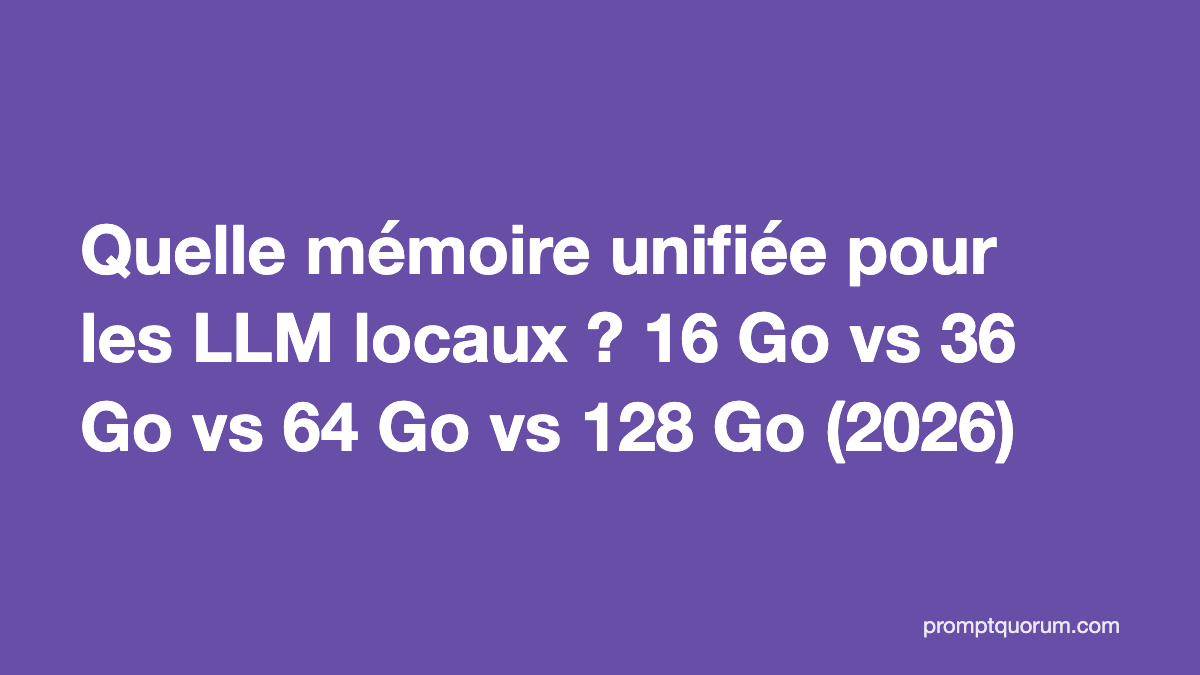 Quelle mémoire unifiée pour
les LLM locaux ? 16 Go vs 36
Go vs 64 Go vs 128 Go (2026)
promptquorum.com